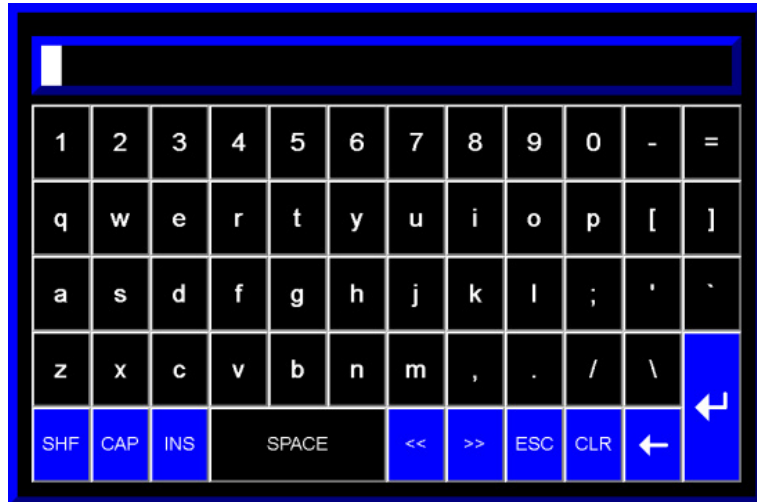 1 2 3 4 5 6 7 8 9 0 - =
q w e r t y u i o p [ ]
a s d f g h j k l ; ' `
z x c v b n m , . / \
SHF CAP INS SPACE << >> ESC CLR ← ↵